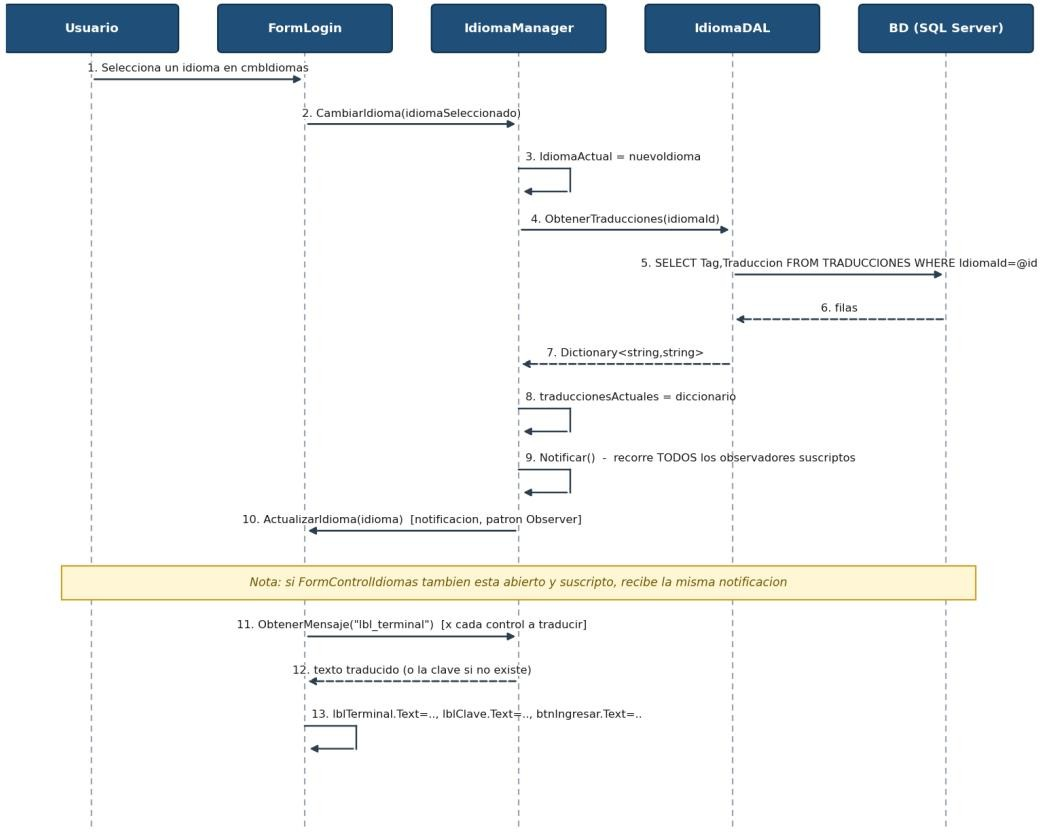 Usuario
FormLogin
IdiomaManager
IdiomaDAL
BD (SQL Server)
1. Selecciona un idioma en cmbIdiomas
2. CambiarIdioma(idiomaSeleccionado)
3. IdiomaActual = nuevoIdioma
4. ObtenerTraducciones(idiomaId)
5. SELECT Tag,Traduccion FROM TRADUCCIONES WHERE IdiomaId=@id
6. filas
7. Dictionary<string,string>
8. traduccionesActuales = diccionario
9. Notificar()  -  recorre TODOS los observadores suscriptos
10. ActualizarIdioma(idioma)  [notificacion, patron Observer]
Nota: si FormControlIdiomas tambien esta abierto y suscripto, recibe la misma notificacion
11. ObtenerMensaje("lbl_terminal")  [x cada control a traducir]
12. texto traducido (o la clave si no existe)
13. lblTerminal.Text=.., lblClave.Text=.., btnIngresar.Text=..